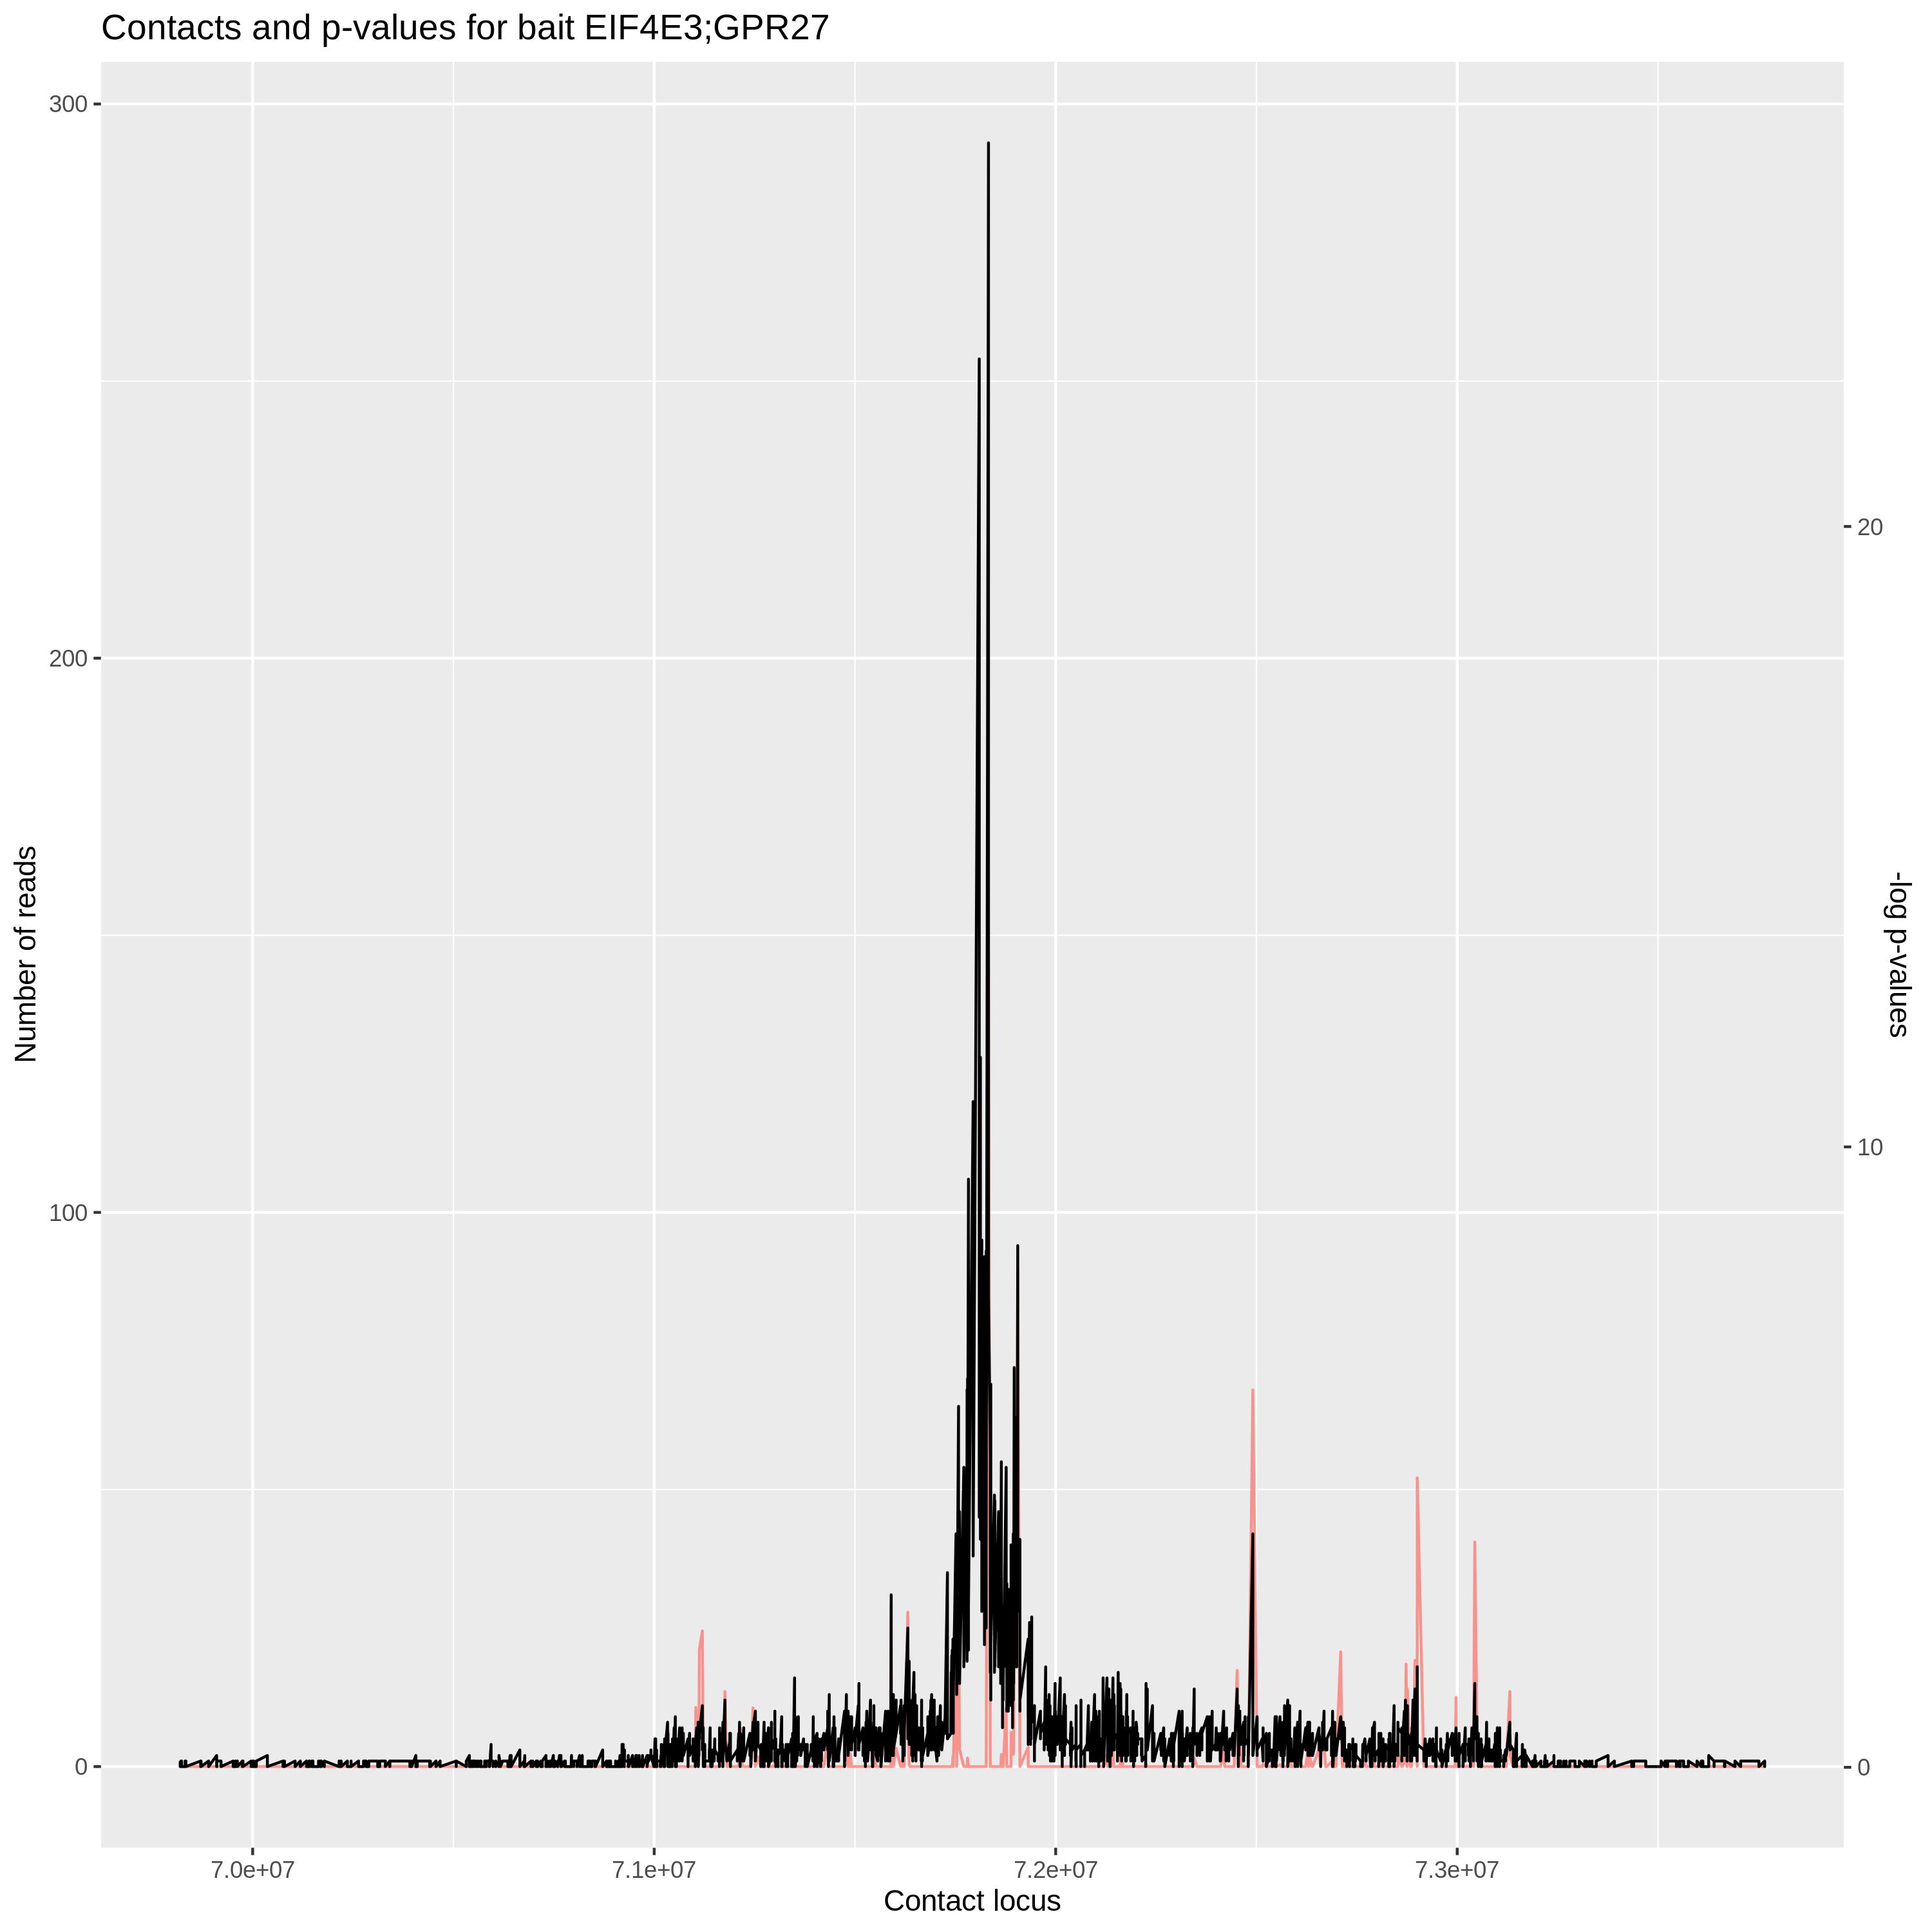 Contacts and p-values for bait EIF4E3;GPR27
300
200
100
0
Number of reads
20
10
0
-log p-values
7.0e+07
7.1e+07
7.2e+07
7.3e+07
Contact locus